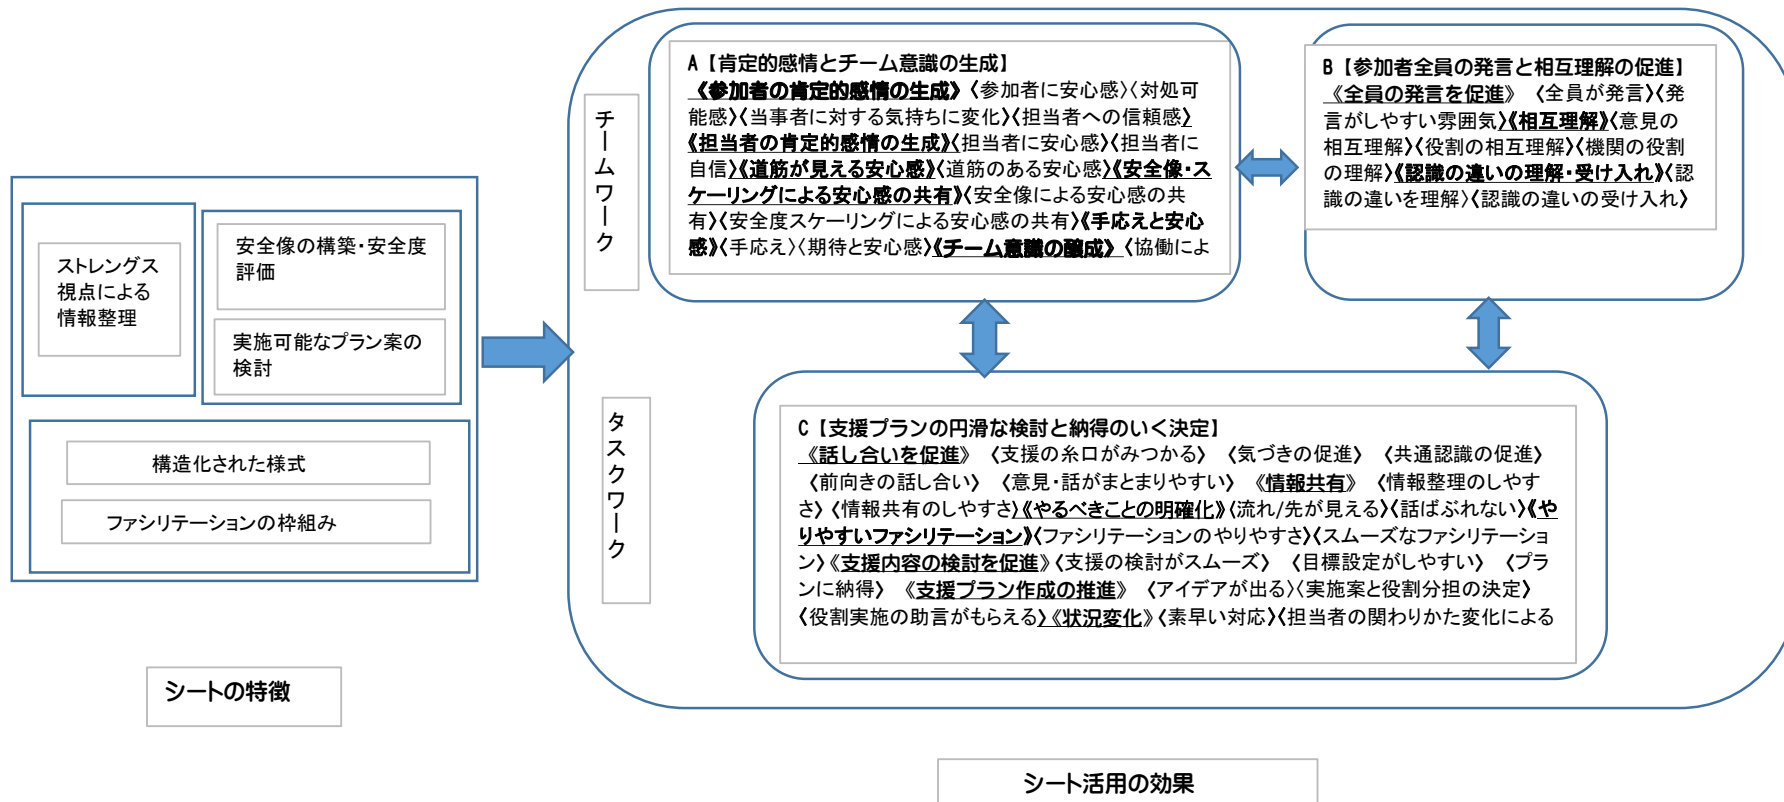 ストレングス
視点による
情報整理
安全像の構築・安全度
評価
実施可能なプラン案の
検討
構造化された様式
ファシリテーションの枠組み
シートの特徴
チームワーク
A【肯定的感情とチーム意識の生成】
《参加者の肯定的感情の生成》〈参加者に安心感〉〈対処可
能感〉〈当事者に対する気持ちに変化〉〈担当者への信頼感〉
《担当者の肯定的感情の生成》〈担当者に安心感〉〈担当者に
自信〉《道筋が見える安心感》〈道筋のある安心感〉《安全像・ス
ケーリングによる安心感の共有》〈安全像による安心感の共
有〉〈安全度スケーリングによる安心感の共有〉《手応えと安心
感》〈手応え〉〈期待と安心感〉《チーム意識の醸成》〈協働によ
B【参加者全員の発言と相互理解の促進】
《全員の発言を促進》〈全員が発言〉〈発
言がしやすい雰囲気〉《相互理解》〈意見の
相互理解〉〈役割の相互理解〉〈機関の役割
の理解〉《認識の違いの理解・受け入れ》〈認
識の違いを理解〉〈認識の違いの受け入れ〉
タスクワーク
C【支援プランの円滑な検討と納得のいく決定】
《話し合いを促進》〈支援の糸口がみつかる〉〈気づきの促進〉〈共通認識の促進〉
〈前向きの話し合い〉〈意見・話がまとまりやすい〉《情報共有》〈情報整理のしやす
さ〉〈情報共有のしやすさ〉《やるべきことの明確化》〈流れ/先が見える〉〈話ばぶれない〉《や
りやすいファシリテーション》〈ファシリテーションのやりやすさ〉〈スムーズなファシリテーショ
ン〉《支援内容の検討を促進》〈支援の検討がスムーズ〉〈目標設定がしやすい〉〈プラ
ンに納得〉《支援プラン作成の推進》〈アイデアが出る〉〈実施案と役割分担の決定〉
〈役割実施の助言がもらえる〉《状況変化》〈素早い対応〉〈担当者の関わりかた変化による
シート活用の効果